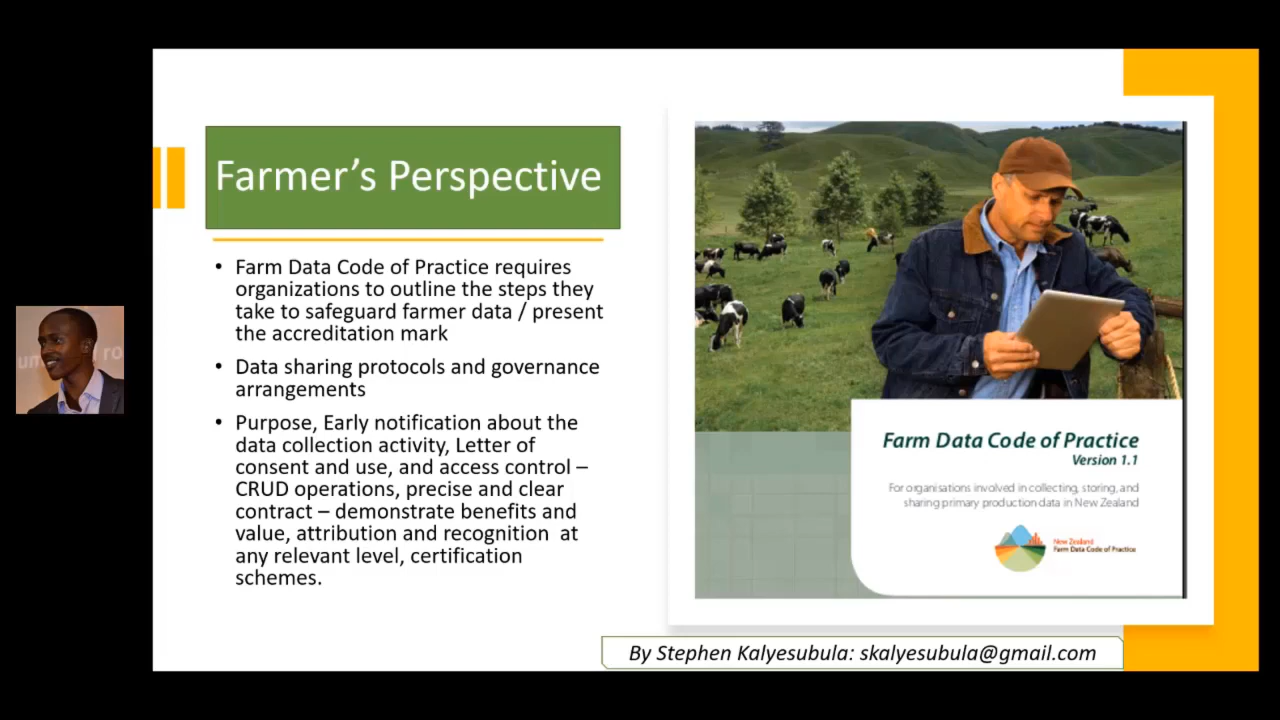 Farmer's Perspective
• Farm Data Code of Practice requires
organizations to outline the steps they
take to safeguard farmer data / present
the accreditation mark
• Data sharing protocols and governance
arrangements
• Purpose, Early notification about the
data collection activity, Letter of
consent and use, and access control –
CRUD operations, precise and clear
contract – demonstrate benefits and
value, attribution and recognition at
any relevant level, certification
schemes.
Farm Data Code of Practice
Version 1.1
For organisations involved in collecting, storing, and
sharing primary production data in New Zealand
New Zealand
Farm Data Code of Practice
By Stephen Kalyesubula: skalyesubula@gmail.com